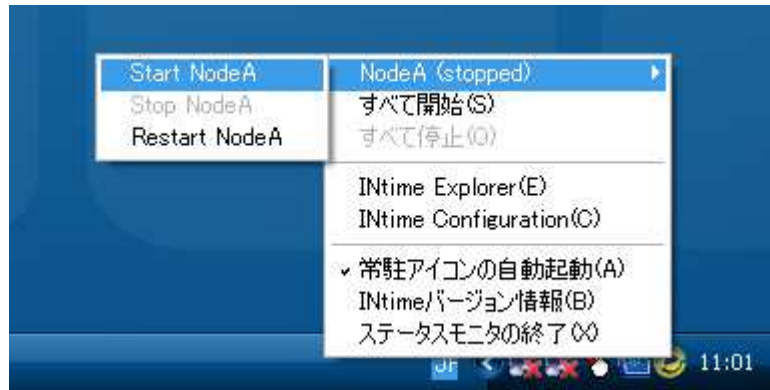 Start NodeA
Stop NodeA
Restart NodeA
NodeA (stopped)
すべて開始(S)
すべて停止(O)
INtime Explorer(E)
INtime Configuration(C)
常駐アイコンの自動起動(A)
INtimeバージョン情報(B)
ステータスモニタの終了(X)
JP
11:01